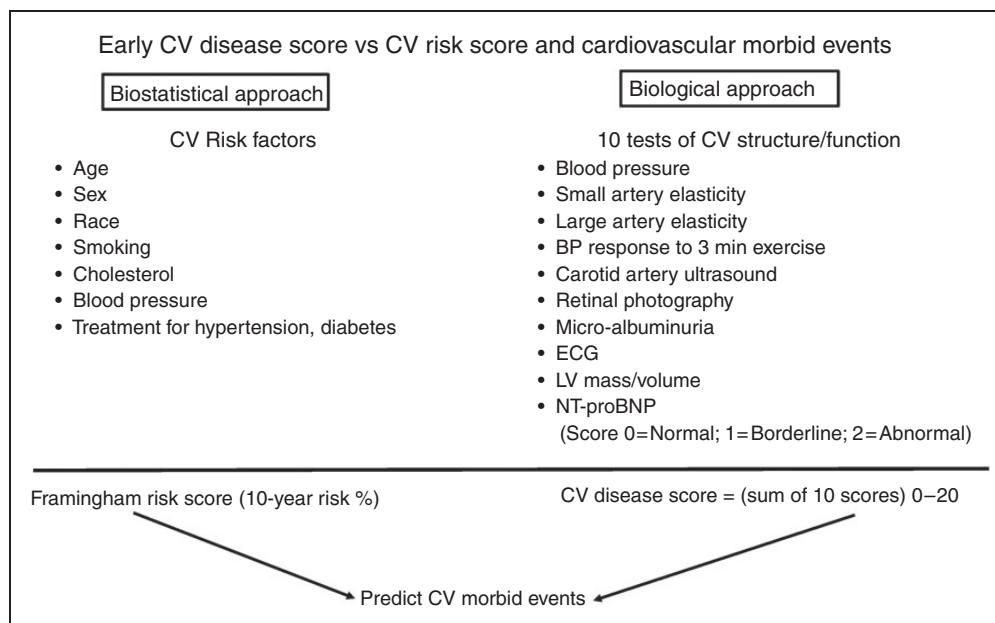 Early CV disease score vs CV risk score and cardiovascular morbid events
Biostatistical approach
CV Risk factors
• Age
• Sex
• Race
• Smoking
• Cholesterol
• Blood pressure
• Treatment for hypertension, diabetes
Biological approach
10 tests of CV structure/function
• Blood pressure
• Small artery elasticity
• Large artery elasticity
• BP response to 3 min exercise
• Carotid artery ultrasound
• Retinal photography
• Micro-albuminuria
• ECG
• LV mass/volume
• NT-proBNP
(Score 0=Normal; 1=Borderline; 2=Abnormal)
Framingham risk score (10-year risk %)
CV disease score = (sum of 10 scores) 0–20
Predict CV morbid events